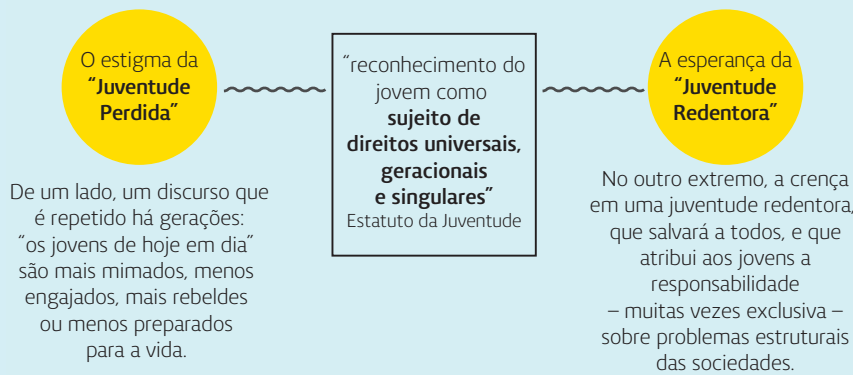 O estigma da
“Juventude
Perdida”
De um lado, um discurso que
é repetido há gerações:
“os jovens de hoje em dia”
são mais mimados, menos
engajados, mais rebeldes
ou menos preparados
para a vida.
“reconhecimento do
jovem como
sujeito de
direitos universais,
geracionais
e singulares”
Estatuto da Juventude
A esperança da
“Juventude
Redentora”
No outro extremo, a crença
em uma juventude redentora,
que salvará a todos, e que
atribui aos jovens a
responsabilidade
– muitas vezes exclusiva –
sobre problemas estruturais
das sociedades.